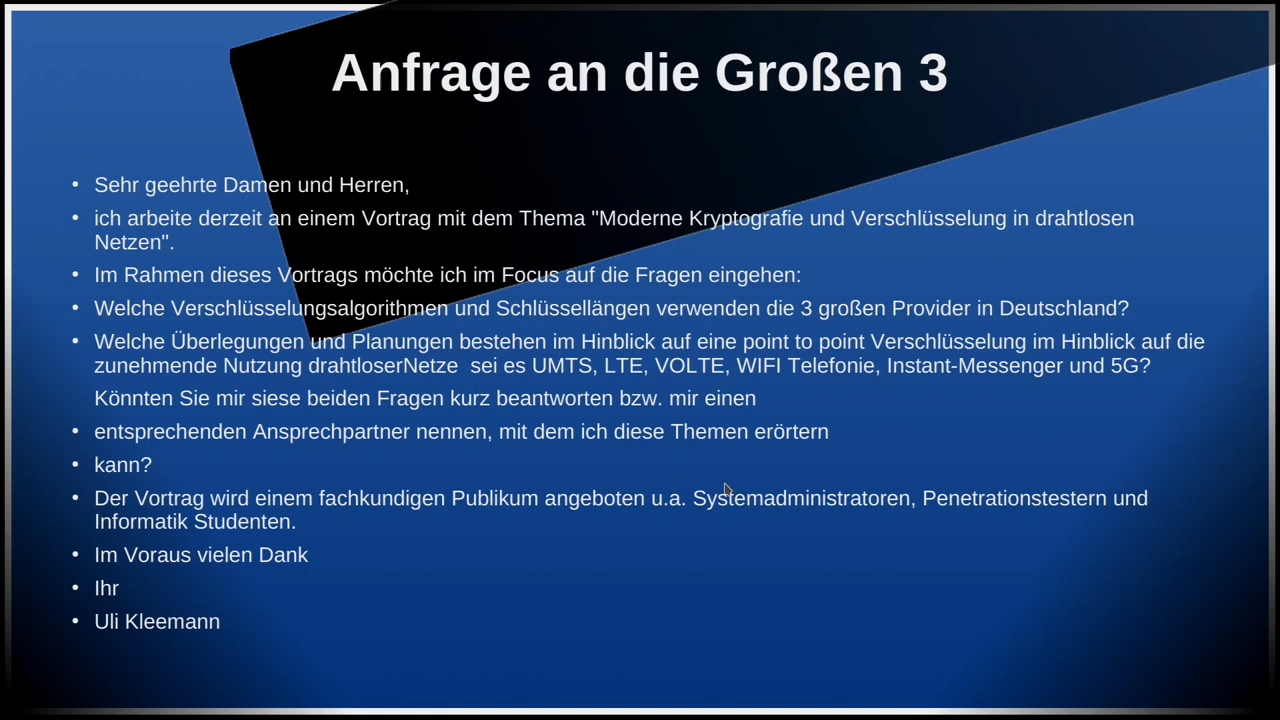 Anfrage an die Großen 3
• Sehr geehrte Damen und Herren,
• ich arbeite derzeit an einem Vortrag mit dem Thema "Moderne Kryptografie und Verschlüsselung in drahtlosen
Netzen".
• Im Rahmen dieses Vortrags möchte ich im Focus auf die Fragen eingehen:
• Welche Verschlüsselungsalgorithmen und Schlüssellängen verwenden die 3 großen Provider in Deutschland?
• Welche Überlegungen und Planungen bestehen im Hinblick auf eine point to point Verschlüsselung im Hinblick auf die
zunehmende Nutzung drahtloserNetze  sei es UMTS, LTE, VOLTE, WIFI Telefonie, Instant-Messenger und 5G?
Könnten Sie mir siese beiden Fragen kurz beantworten bzw. mir einen
• entsprechenden Ansprechpartner nennen, mit dem ich diese Themen erörtern
• kann?
• Der Vortrag wird einem fachkundigen Publikum angeboten u.a. Systemadministratoren, Penetrationstestern und
Informatik Studenten.
• Im Voraus vielen Dank
• Ihr
• Uli Kleemann